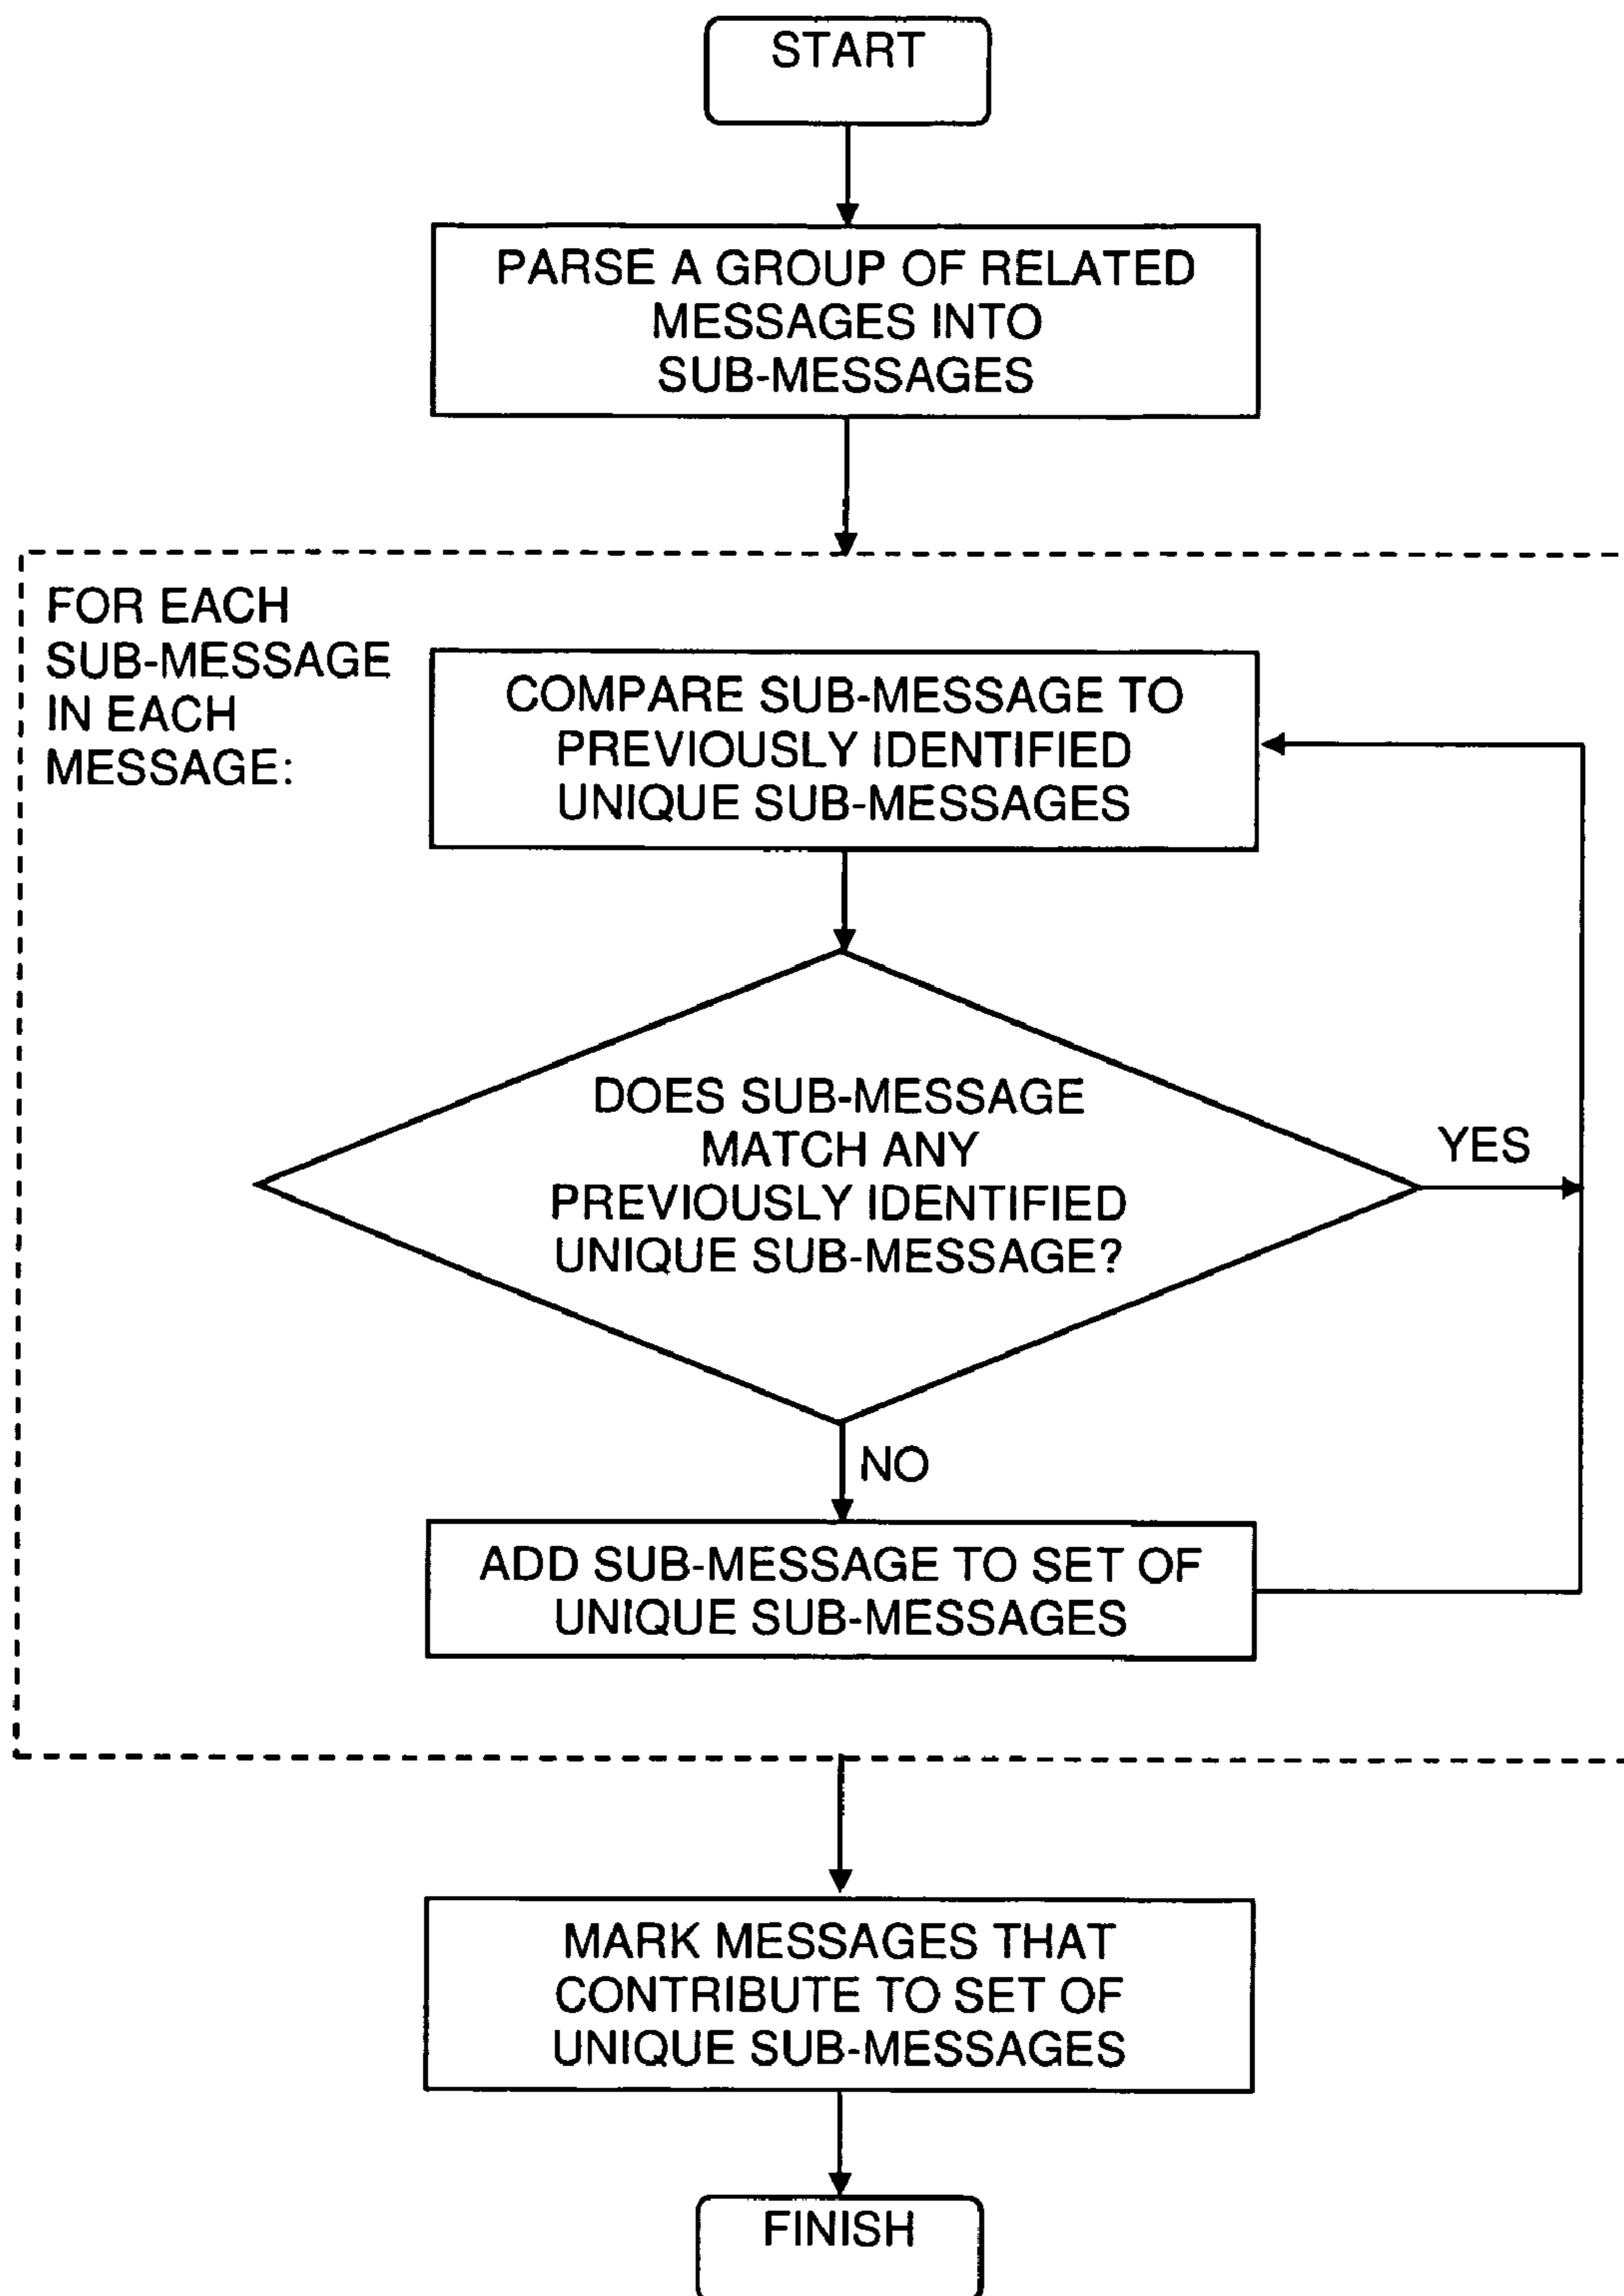 START
PARSE A GROUP OF RELATED
MESSAGES INTO
SUB-MESSAGES
FOR EACH
SUB-MESSAGE
IN EACH
MESSAGE:
COMPARE SUB-MESSAGE TO
PREVIOUSLY IDENTIFIED
UNIQUE SUB-MESSAGES
DOES SUB-MESSAGE
MATCH ANY
PREVIOUSLY IDENTIFIED
UNIQUE SUB-MESSAGE?
YES
NO
ADD SUB-MESSAGE TO SET OF
UNIQUE SUB-MESSAGES
MARK MESSAGES THAT
CONTRIBUTE TO SET OF
UNIQUE SUB-MESSAGES
FINISH